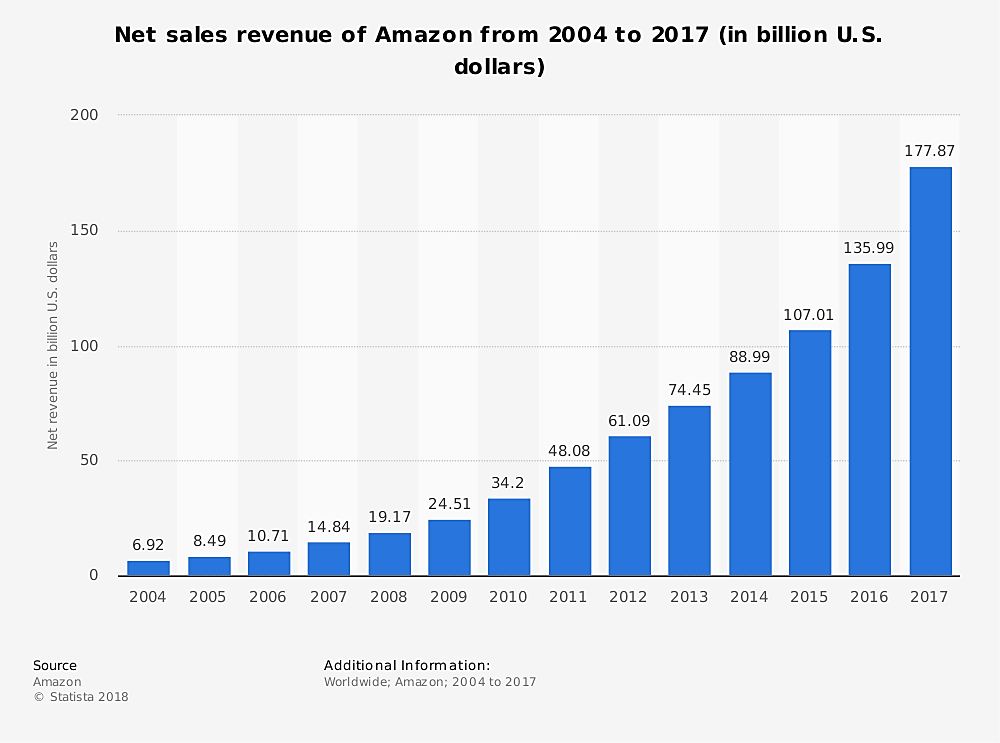 Net sales revenue of Amazon from 2004 to 2017 (in billion U.S.
dollars)
Net revenue in billion U.S. dollars
200
150
100
50
0
6.92
8.49
10.71
14.84
19.17
24.51
34.2
48.08
61.09
74.45
88.99
107.01
135.99
177.87
2004 2005 2006 2007 2008 2009 2010 2011 2012 2013 2014 2015 2016 2017
Source
Amazon
© Statista 2018
Additional Information:
Worldwide; Amazon; 2004 to 2017